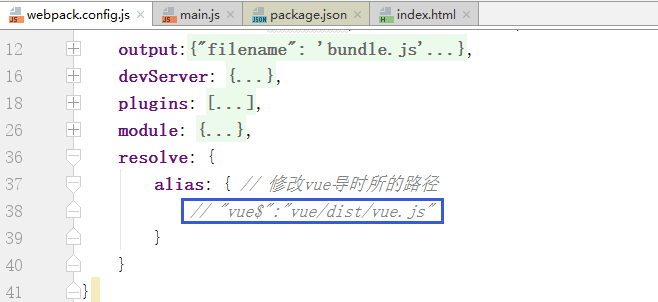 webpack.config.js × main.js × package.json × index.html ×
12 output:{"filename": 'bundle.js'...},
16 devServer: {...},
18 plugins: [...],
26 module: {...},
36 resolve: {
37 alias: { // 修改vue导时所的路径
38 // "vue$":"vue/dist/vue.js"
39 }
40 }
41 }